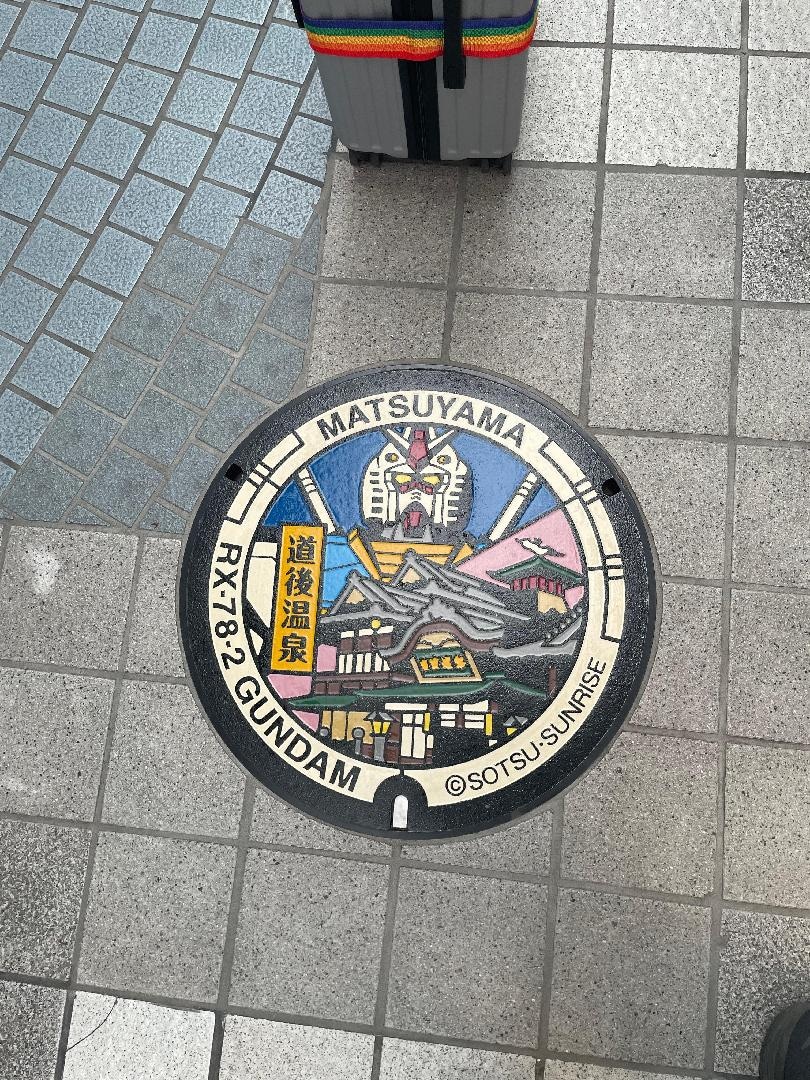 MATSUYAMA
道後温泉
RX-78-2 GUNDAM
©SOTSU·SUNRISE